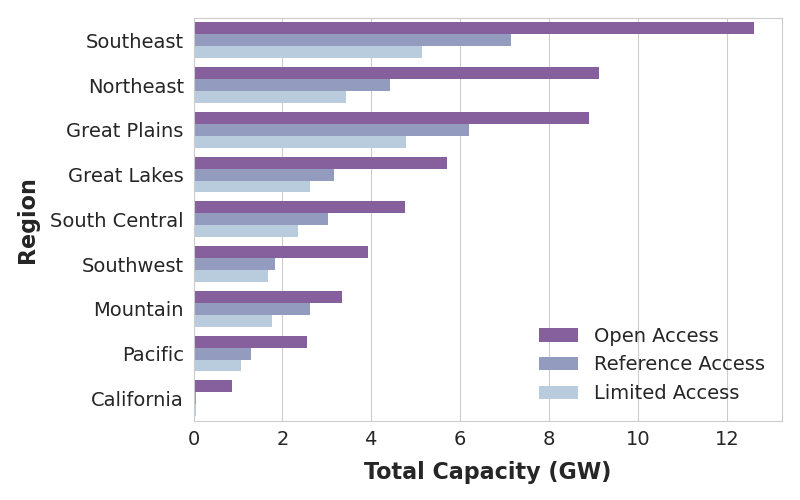 Southeast
Northeast
Great Plains
Great Lakes
South Central
Southwest
Mountain
Pacific
California
Region
Open Access
Reference Access
Limited Access
0 2 4 6 8 10 12
Total Capacity (GW)